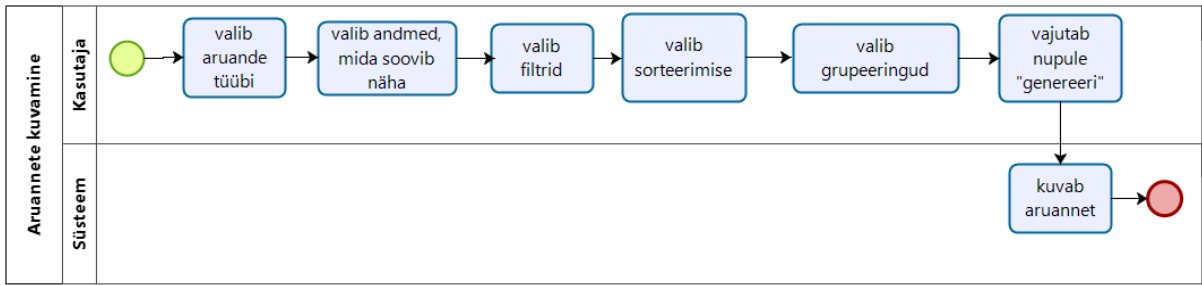 Aruannete kuvamine
Kasutaja
valib
aruande
tüübi
valib andmed,
mida soovib
näha
valib
filtrid
valib
sorteerimise
valib
grupeeringud
vajutab
nupule
"genereeri"
Süsteem
kuvab
aruannet